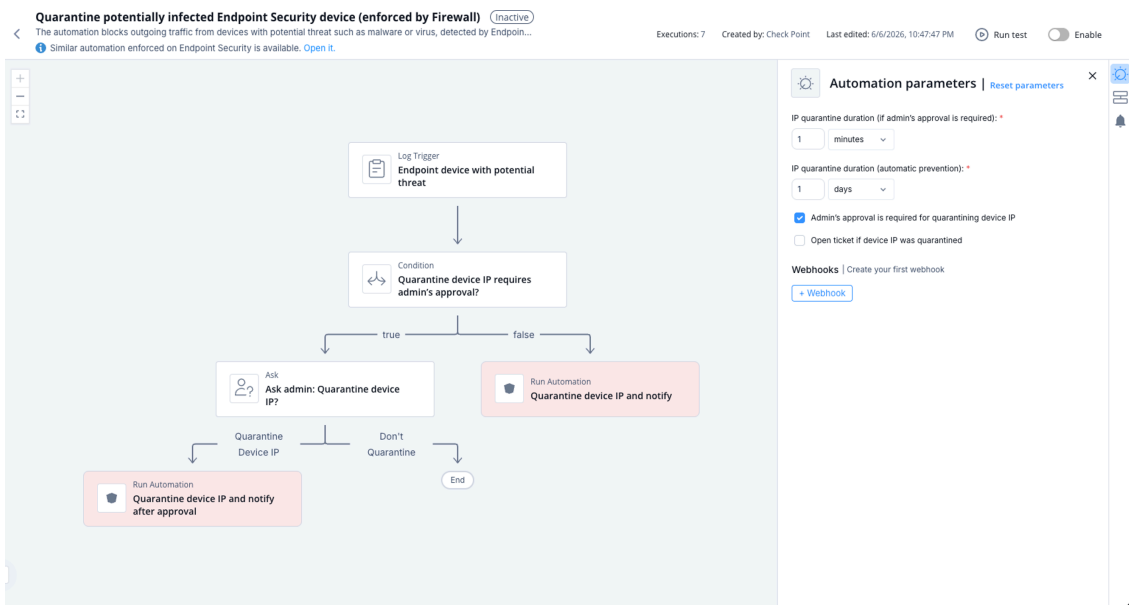 Quarantine potentially infected Endpoint Security device (enforced by Firewall) Inactive
The automation blocks outgoing traffic from devices with potential threat such as malware or virus, detected by Endpoin...
Similar automation enforced on Endpoint Security is available. Open it.
Executions: 7 Created by: Check Point Last edited: 6/6/2026, 10:47:47 PM Run test Enable
Automation parameters | Reset parameters
IP quarantine duration (if admin's approval is required): *
1 minutes
IP quarantine duration (automatic prevention): *
1 days
Admin's approval is required for quarantining device IP
Open ticket if device IP was quarantined
Webhooks | Create your first webhook
+ Webhook
Log Trigger
Endpoint device with potential
threat
Condition
Quarantine device IP requires
admin's approval?
true false
Ask
Ask admin: Quarantine device
IP?
Run Automation
Quarantine device IP and notify
Quarantine
Device IP
Don't
Quarantine
Run Automation
Quarantine device IP and notify
after approval
End